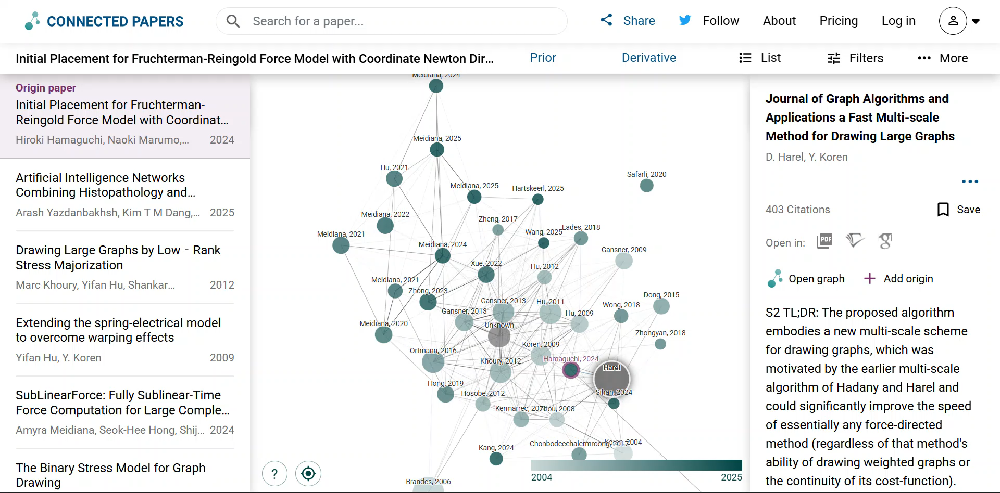 CONNECTED PAPERS
Search for a paper...
Share
Follow
About
Pricing
Log in
Initial Placement for Fruchterman-Reingold Force Model with Coordinate Newton Dir...
Prior
Derivative
List
Filters
More
Origin paper
Initial Placement for Fruchterman-
Reingold Force Model with Coordinat...
Hiroki Hamaguchi, Naoki Marumo,... 2024
Artificial Intelligence Networks
Combining Histopathology and...
Arash Yazdanbakhsh, Kim T M Dang,... 2025
Drawing Large Graphs by Low - Rank
Stress Majorization
Marc Khoury, Yifan Hu, Shankar... 2012
Extending the spring-electrical model
to overcome warping effects
Yifan Hu, Y. Koren 2009
SubLinearForce: Fully Sublinear-Time
Force Computation for Large Comple...
Amyra Meidiana, Seok-Hee Hong, Shij... 2024
The Binary Stress Model for Graph
Drawing
Meidiana, 2024
Meidiana, 2025
Hu, 2021
Safarli, 2020
Meidiana, 2025
Hartskeerl, 2025
Meidiana, 2022
Zheng, 2017
Wang, 2025
Eades, 2018
Meidiana, 2021
Meidiana, 2024
Gansner, 2009
Xue, 2022
Hu, 2012
Meidiana, 2021
Zhong, 2023
Gansner, 2013
Hu, 2011
Dong, 2015
Wong, 2018
Gansner, 2013
Hu, 2009
Meidiana, 2020
Unknown
Zhongyan, 2018
Koren, 2009
Ortmann, 2016
Khoury, 2012
Hamaguchi, 2024
Harel
Hong, 2019
Hosobe, 2012
Sihan, 2024
Kermarrec, 20
Zhou, 2008
Kang, 2024
Chonbodeechalermroong, 2017
2004
Brandes, 2006
?
2004
2025
Journal of Graph Algorithms and
Applications a Fast Multi-scale
Method for Drawing Large Graphs
D. Harel, Y. Koren
403 Citations
Save
Open in:
PDF
Open graph
Add origin
S2 TL;DR: The proposed algorithm
embodies a new multi-scale scheme
for drawing graphs, which was
motivated by the earlier multi-scale
algorithm of Hadany and Harel and
could significantly improve the speed
of essentially any force-directed
method (regardless of that method's
ability of drawing weighted graphs or
the continuity of its cost-function).